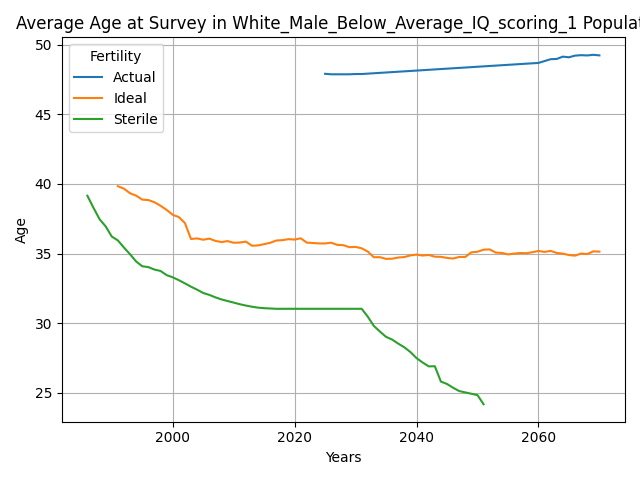 Average Age at Survey in White_Male_Below_Average_IQ_scoring_1 Populat
50
45
40
35
30
25
Age
Fertility
Actual
Ideal
Sterile
2000
2020
2040
2060
Years